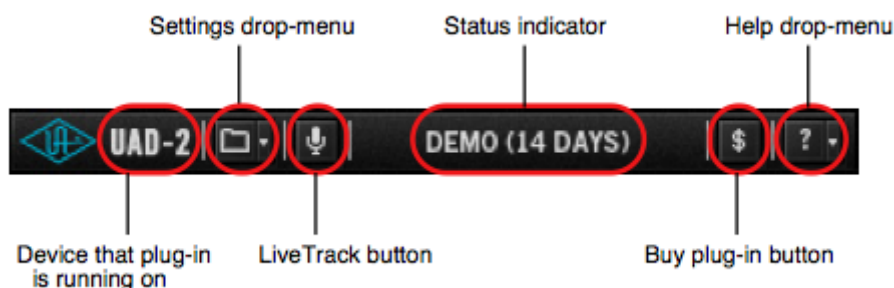 Settings drop-menu Status indicator Help drop-menu
UA UAD-2 DEMO (14 DAYS) $ ?
Device that plug-in LiveTrack button Buy plug-in button
is running on